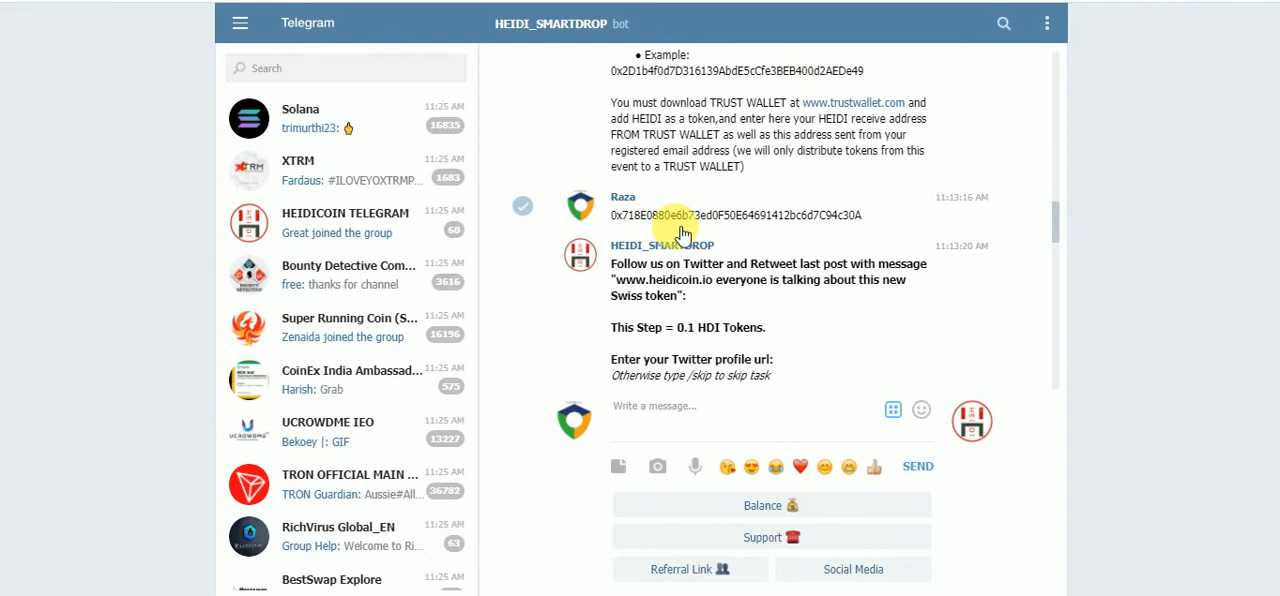 Telegram
HEIDI_SMARTDROP bot
Search
Solana 11:25 AM
trimurthi23: 👆 16835
XTRM 11:25 AM
Fardaus: #ILOVEYOXTRMP... 1683
HEIDICOIN TELEGRAM 11:25 AM
Great joined the group 60
Bounty Detective Com... 11:25 AM
free: thanks for channel 3616
Super Running Coin (S... 11:25 AM
Zenaida joined the group 16196
CoinEx India Ambassad... 11:25 AM
Harish: Grab 575
UCROWDME IEO 11:25 AM
Bekoey |: GIF 13227
TRON OFFICIAL MAIN ... 11:25 AM
TRON Guardian: Aussie#All... 36782
RichVirus Global_EN 11:25 AM
Group Help: Welcome to Ri... 63
BestSwap Explore 11:25 AM
• Example:
0x2D1b4f0d7D316139AbdE5cCfe3BEB400d2AEDe49
You must download TRUST WALLET at www.trustwallet.com and
add HEIDI as a token,and enter here your HEIDI receive address
FROM TRUST WALLET as well as this address sent from your
registered email address (we will only distribute tokens from this
event to a TRUST WALLET)
Raza 11:13:16 AM
0x718E0880e6b73ed0F50E64691412bc6d7C94c30A
HEIDI_SMARTDROP 11:13:20 AM
Follow us on Twitter and Retweet last post with message
"www.heidicoin.io everyone is talking about this new
Swiss token":
This Step = 0.1 HDI Tokens.
Enter your Twitter profile url:
Otherwise type /skip to skip task
Write a message...
SEND
Balance 💰
Support ☎️
Referral Link 👥
Social Media